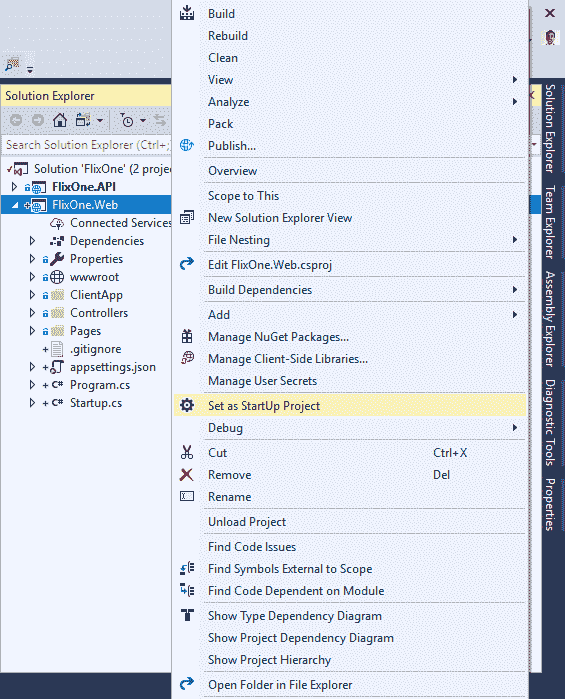 Solution Explorer
Search Solution Explorer (Ctrl+;
Solution 'FlixOne' (2 proje
FlixOne.API
FlixOne.Web
Connected Services
Dependencies
Properties
wwwroot
ClientApp
Controllers
Pages
.gitignore
appsettings.json
C# Program.cs
C# Startup.cs
Build
Rebuild
Clean
View
Analyze
Pack
Publish...
Overview
Scope to This
New Solution Explorer View
File Nesting
Edit FlixOne.Web.csproj
Build Dependencies
Add
Manage NuGet Packages...
Manage Client-Side Libraries...
Manage User Secrets
Set as StartUp Project
Debug
Cut Ctrl+X
Remove Del
Rename
Unload Project
Find Code Issues
Find Symbols External to Scope
Find Code Dependent on Module
Show Type Dependency Diagram
Show Project Dependency Diagram
Show Project Hierarchy
Open Folder in File Explorer
Solution Explorer
Team Explorer
Assembly Explorer
Diagnostic Tools
Properties